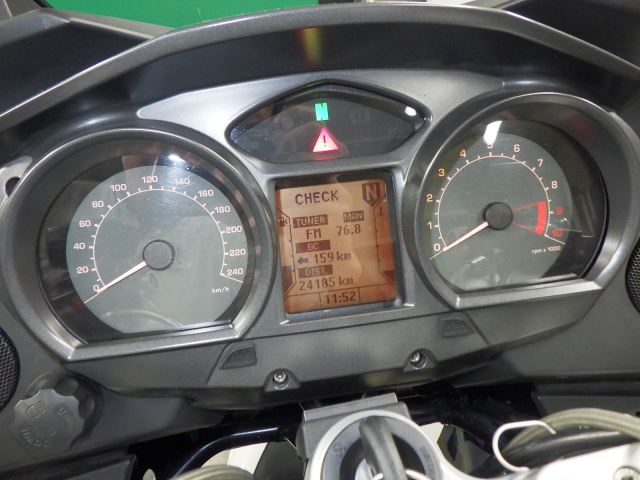 N
CHECK N
TUNER MAN
FM 76.8
BC
159 km
DIST
24185 km
11:52
0 20 40 60 80 100 120 140 160 180 200 220 240
km/h
0 1 2 3 4 5 6 7 8 9 10
rpm x 1000